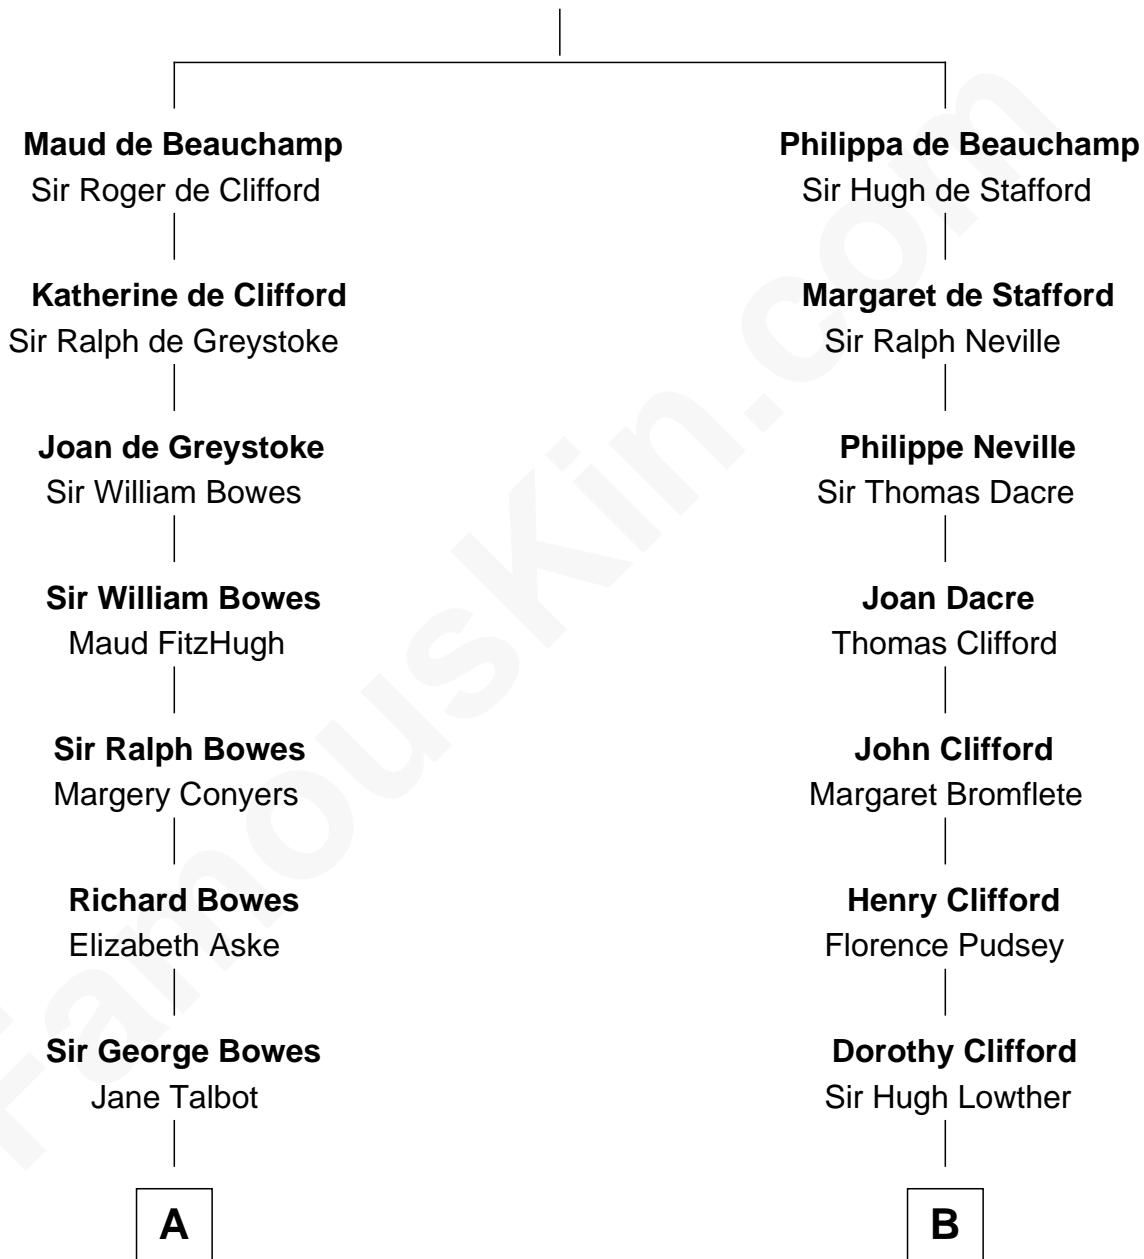 Maud de Beauchamp
Sir Roger de Clifford
Katherine de Clifford
Sir Ralph de Greystoke
Joan de Greystoke
Sir William Bowes
Sir William Bowes
Maud FitzHugh
Sir Ralph Bowes
Margery Conyers
Richard Bowes
Elizabeth Aske
Sir George Bowes
Jane Talbot
A
Philippa de Beauchamp
Sir Hugh de Stafford
Margaret de Stafford
Sir Ralph Neville
Philippe Neville
Sir Thomas Dacre
Joan Dacre
Thomas Clifford
John Clifford
Margaret Bromflete
Henry Clifford
Florence Pudsey
Dorothy Clifford
Sir Hugh Lowther
B
FamousKin.com